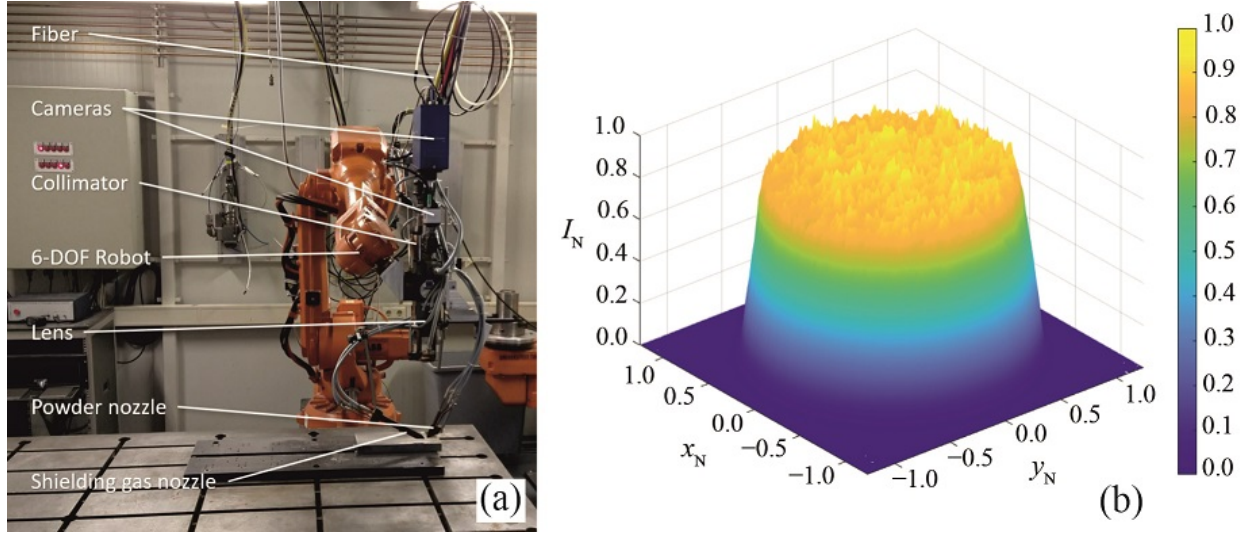 Fiber
Cameras
Collimator
6-DOF Robot
Lens
Powder nozzle
Shielding gas nozzle
(a)
1.0
0.8
0.6
0.4
0.2
0.0
I_N
1.0
0.5
0.0
−0.5
−1.0
x_N
−1.0
−0.5
0.0
0.5
1.0
y_N
1.0
0.9
0.8
0.7
0.6
0.5
0.4
0.3
0.2
0.1
0.0
(b)